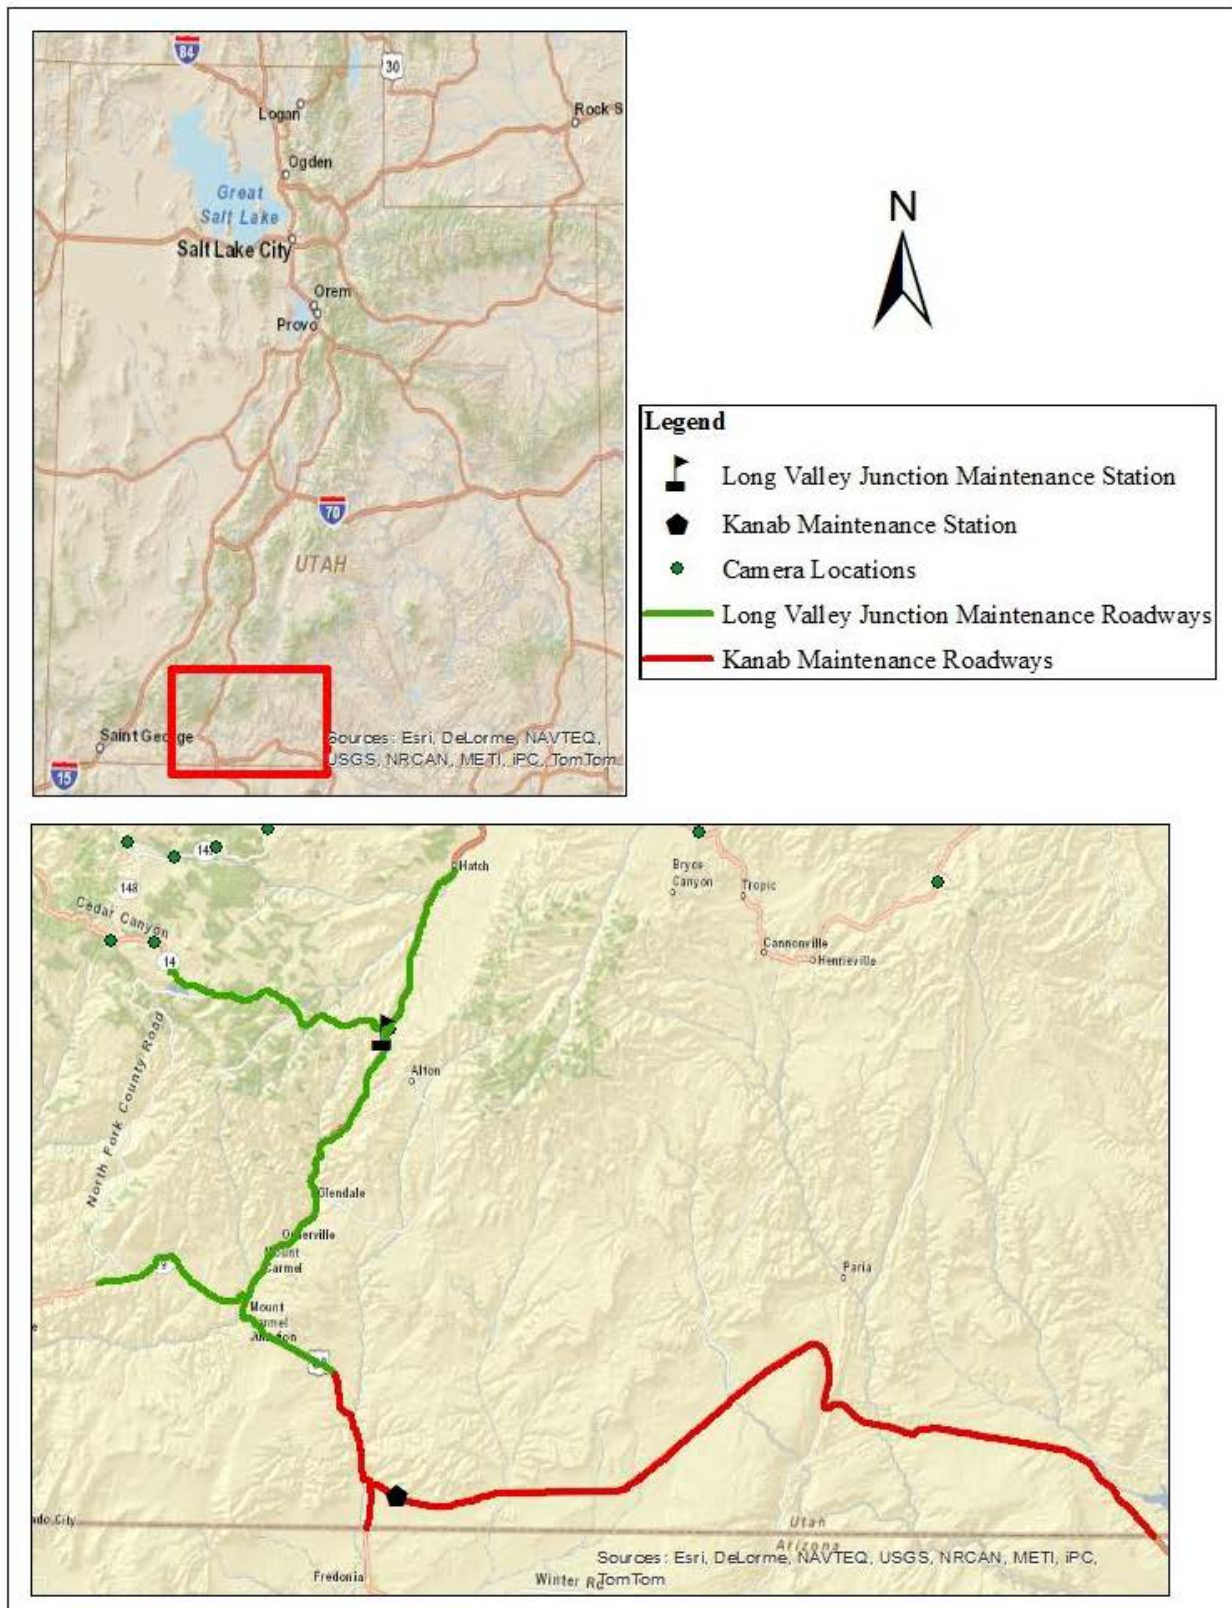 84
30
Logan
Rock S
Ogden
Great
Salt Lake
Salt Lake City
Orem
Provo
70
UTAH
Saint George
15
Sources: Esri, DeLorme, NAVTEQ,
USGS, NRCAN, METI, iPC, TomTom
N
Legend
Long Valley Junction Maintenance Station
Kanab Maintenance Station
Camera Locations
Long Valley Junction Maintenance Roadways
Kanab Maintenance Roadways
148
Cedar Canyon
14
Hatch
Bryce
Canyon
Tropic
Cannonville
Henrieville
North Fork County Road
Alton
Glendale
Mount
Carmel
Mount
Carmel
Junction
Paria
ado City
Utah
Arizona
Fredonia
Winter
Sources: Esri, DeLorme, NAVTEQ, USGS, NRCAN, METI, iPC,
TomTom